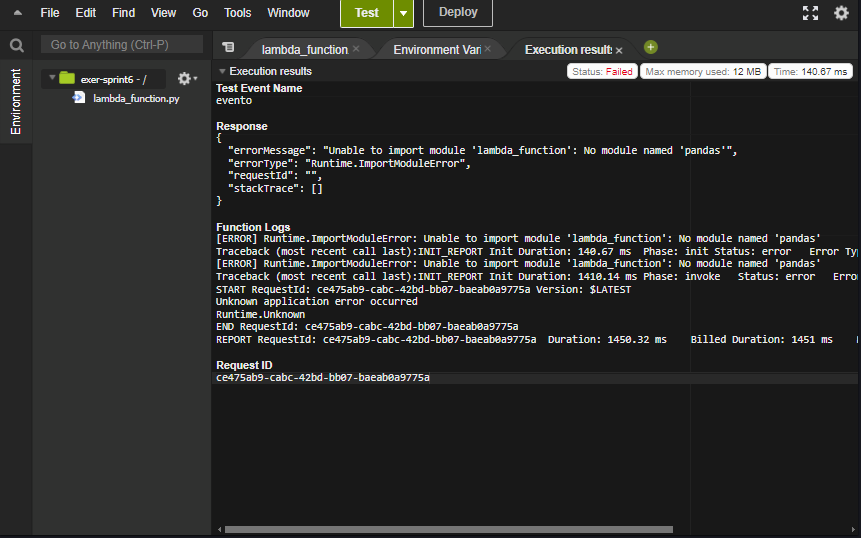 File Edit Find View Go Tools Window Test Deploy
Go to Anything (Ctrl-P)
lambda_function Environment Vari Execution results
Environment
exer-sprint6 - /
lambda_function.py
Execution results
Status: Failed Max memory used: 12 MB Time: 140.67 ms
Test Event Name
evento
Response
{
"errorMessage": "Unable to import module 'lambda_function': No module named 'pandas'",
"errorType": "Runtime.ImportModuleError",
"requestId": "",
"stackTrace": []
}
Function Logs
[ERROR] Runtime.ImportModuleError: Unable to import module 'lambda_function': No module named 'pandas'
Traceback (most recent call last):INIT_REPORT Init Duration: 140.67 ms Phase: init Status: error Error Typ
[ERROR] Runtime.ImportModuleError: Unable to import module 'lambda_function': No module named 'pandas'
Traceback (most recent call last):INIT_REPORT Init Duration: 1410.14 ms Phase: invoke Status: error Erro
START RequestId: ce475ab9-cabc-42bd-bb07-baeab0a9775a Version: $LATEST
Unknown application error occurred
Runtime.Unknown
END RequestId: ce475ab9-cabc-42bd-bb07-baeab0a9775a
REPORT RequestId: ce475ab9-cabc-42bd-bb07-baeab0a9775a Duration: 1450.32 ms Billed Duration: 1451 ms
Request ID
ce475ab9-cabc-42bd-bb07-baeab0a9775a